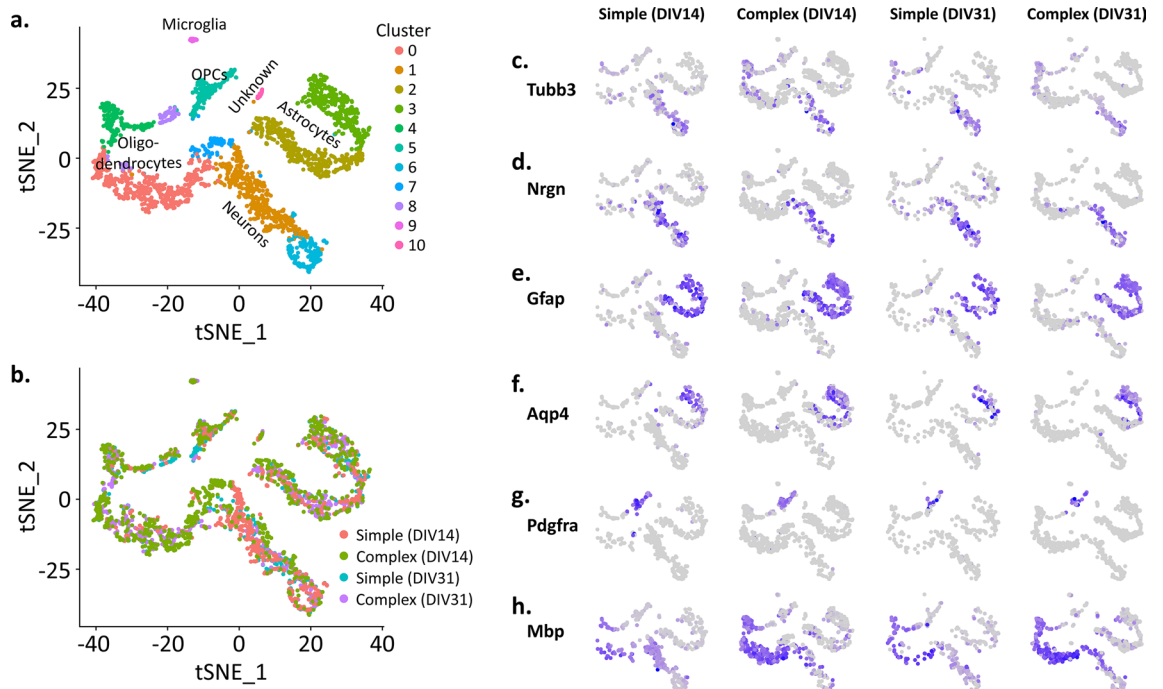 a.
Microglia
OPCs
Unknown
Astrocytes
Oligo-
dendrocytes
Neurons
Cluster
0
1
2
3
4
5
6
7
8
9
10
25
0
-25
tSNE_2
-40
-20
0
20
40
tSNE_1
b.
25
0
-25
tSNE_2
Simple (DIV14)
Complex (DIV14)
Simple (DIV31)
Complex (DIV31)
-40
-20
0
20
40
tSNE_1
Simple (DIV14)
Complex (DIV14)
Simple (DIV31)
Complex (DIV31)
c.
Tubb3
d.
Nrgn
e.
Gfap
f.
Aqp4
g.
Pdgfra
h.
Mbp